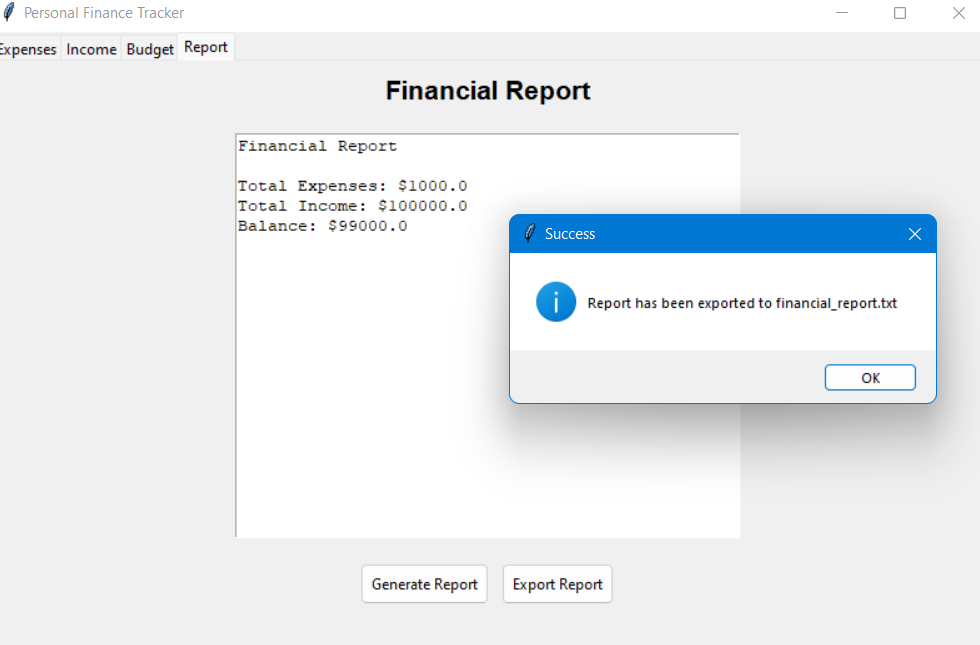 Personal Finance Tracker
Expenses Income Budget Report
Financial Report
Financial Report
Total Expenses: $1000.0
Total Income: $100000.0
Balance: $99000.0
Success
Report has been exported to financial_report.txt
OK
Generate Report Export Report